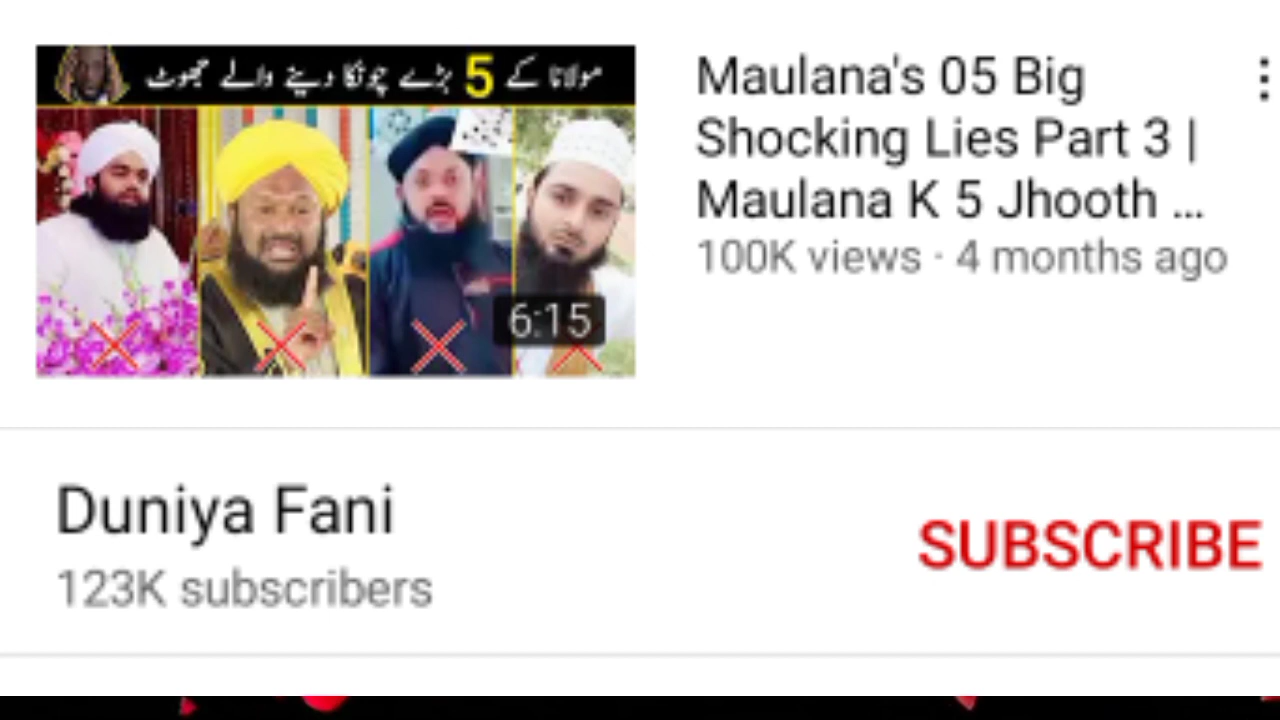 مولانا کے 5 بڑے چونکا دینے والے جھوٹ
6:15
Maulana's 05 Big
Shocking Lies Part 3 |
Maulana K 5 Jhooth ...
100K views · 4 months ago
Duniya Fani
123K subscribers
SUBSCRIBE